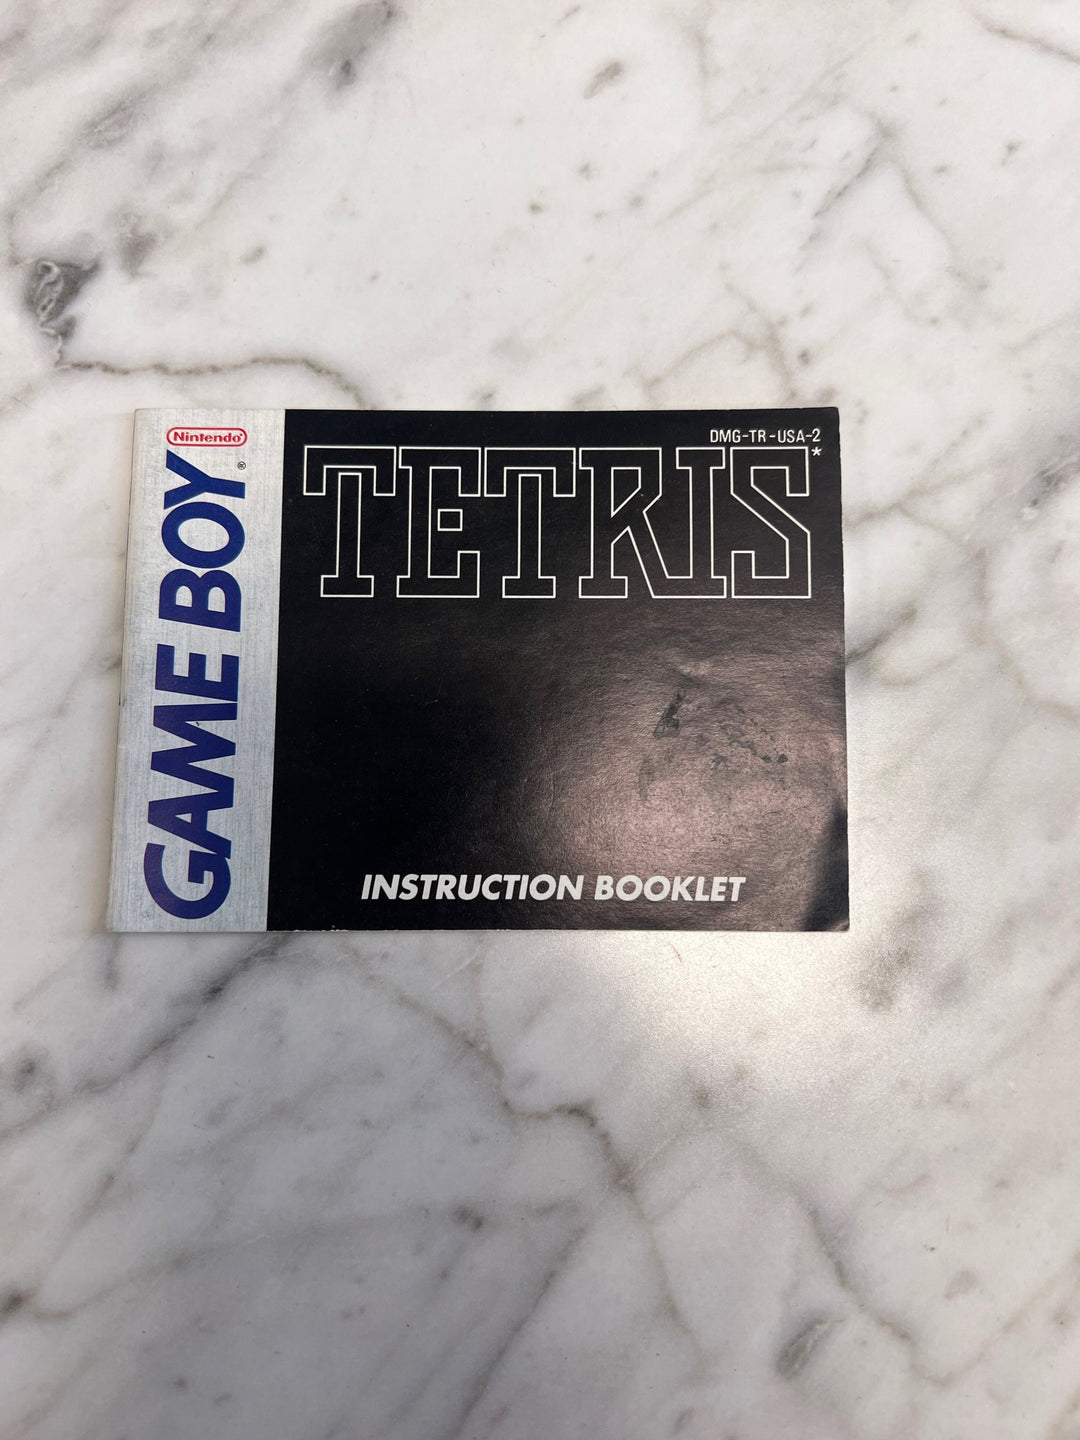 Nintendo®
GAME BOY®
DMG-TR-USA-2
TETRIS*
INSTRUCTION BOOKLET